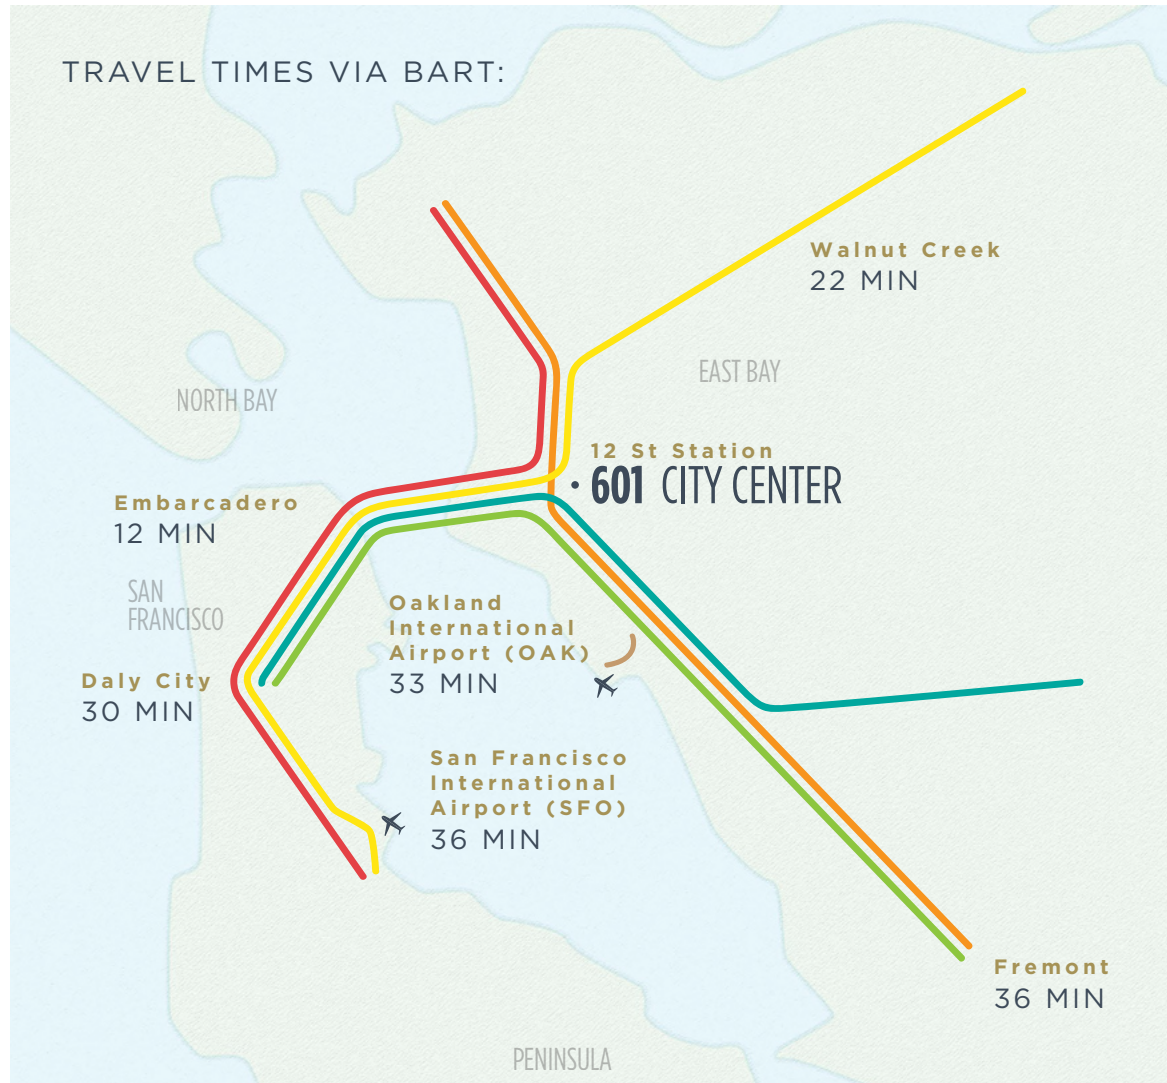 TRAVEL TIMES VIA BART:
Walnut Creek
22 MIN
EAST BAY
NORTH BAY
12 St Station
601 CITY CENTER
Embarcadero
12 MIN
SAN
FRANCISCO
Oakland
International
Airport (OAK)
33 MIN
Daly City
30 MIN
San Francisco
International
Airport (SFO)
36 MIN
Fremont
36 MIN
PENINSULA